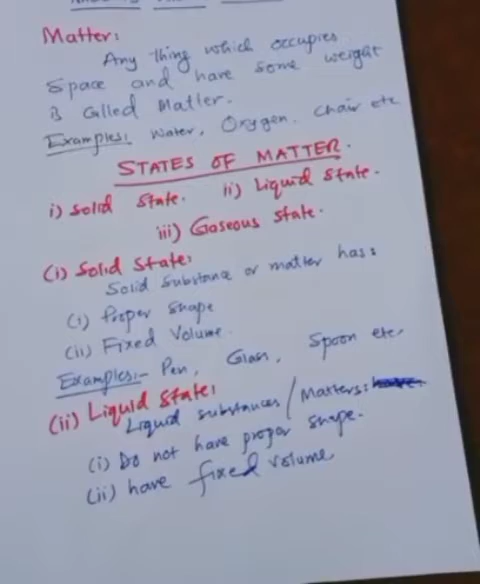 Matter:
Any thing which occupies
Space and have some weight
is Called Matter.
Examples: Water, Oxygen, Chair etc
STATES OF MATTER.
i) Solid State. ii) Liquid State.
iii) Gaseous State.
(i) Solid State:
Solid Substance or matter has:
(i) Proper Shape
(ii) Fixed Volume.
Examples:- Pen, Glass, Spoon etc
(ii) Liquid State:
Liquid substances / Matters:
(i) Do not have proper shape.
(ii) have fixed volume